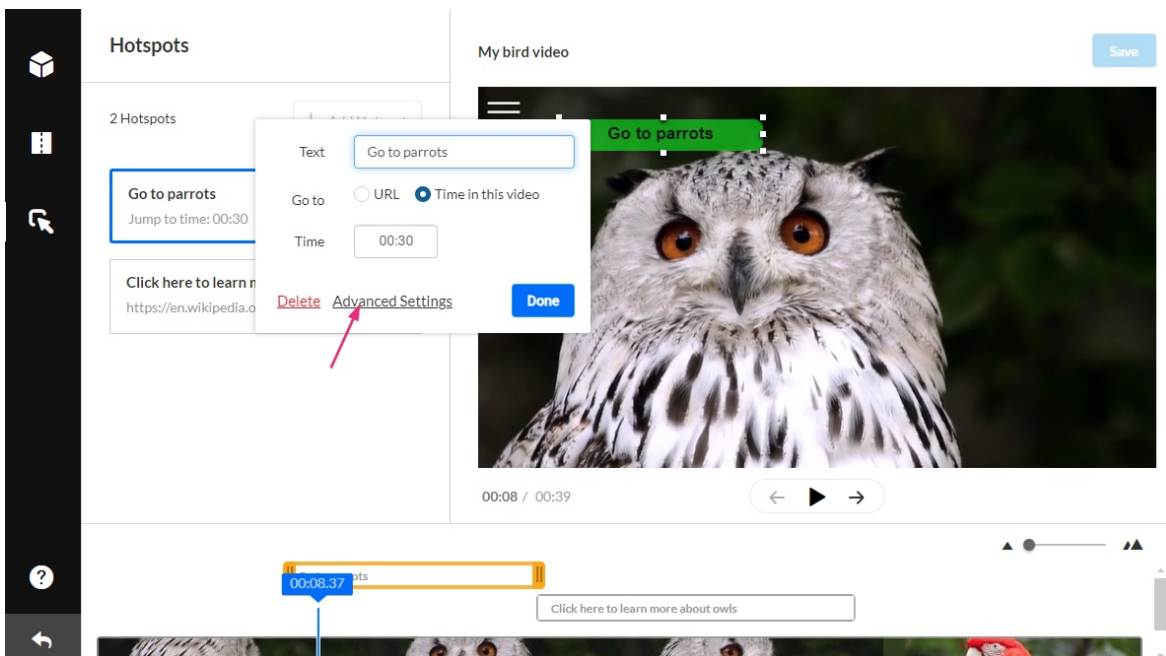 Hotspots
My bird video
Save
2 Hotspots
Go to parrots
Text
Go to parrots
Go to parrots
Jump to time: 00:30
Go to
URL
Time in this video
Time
00:30
Click here to learn
https://en.wikipedia.o
Delete
Advanced Settings
Done
00:08 / 00:39
00:08.37
Click here to learn more about owls